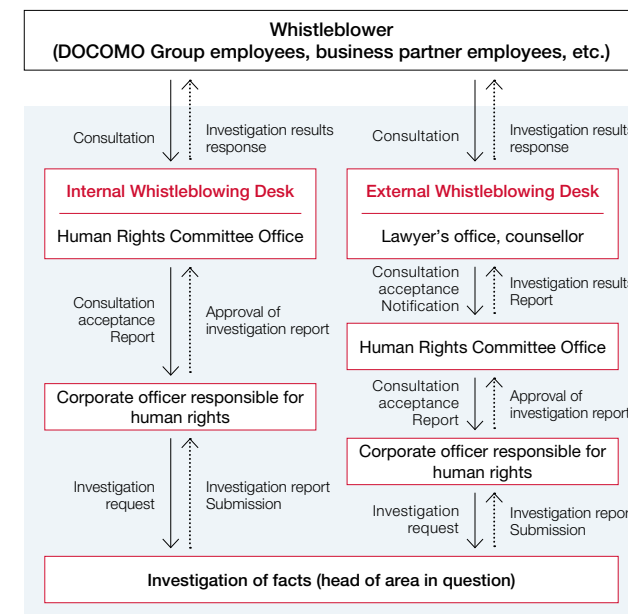 Whistleblower
(DOCOMO Group employees, business partner employees, etc.)
Consultation
Investigation results
response
Internal Whistleblowing Desk
Human Rights Committee Office
Consultation
acceptance
Report
Approval of
investigation report
Corporate officer responsible for
human rights
Investigation
request
Investigation report
Submission
Consultation
Investigation results
response
External Whistleblowing Desk
Lawyer's office, counsellor
Consultation
acceptance
Notification
Investigation results
Report
Human Rights Committee Office
Consultation
acceptance
Report
Approval of
investigation report
Corporate officer responsible for
human rights
Investigation
request
Investigation report
Submission
Investigation of facts (head of area in question)